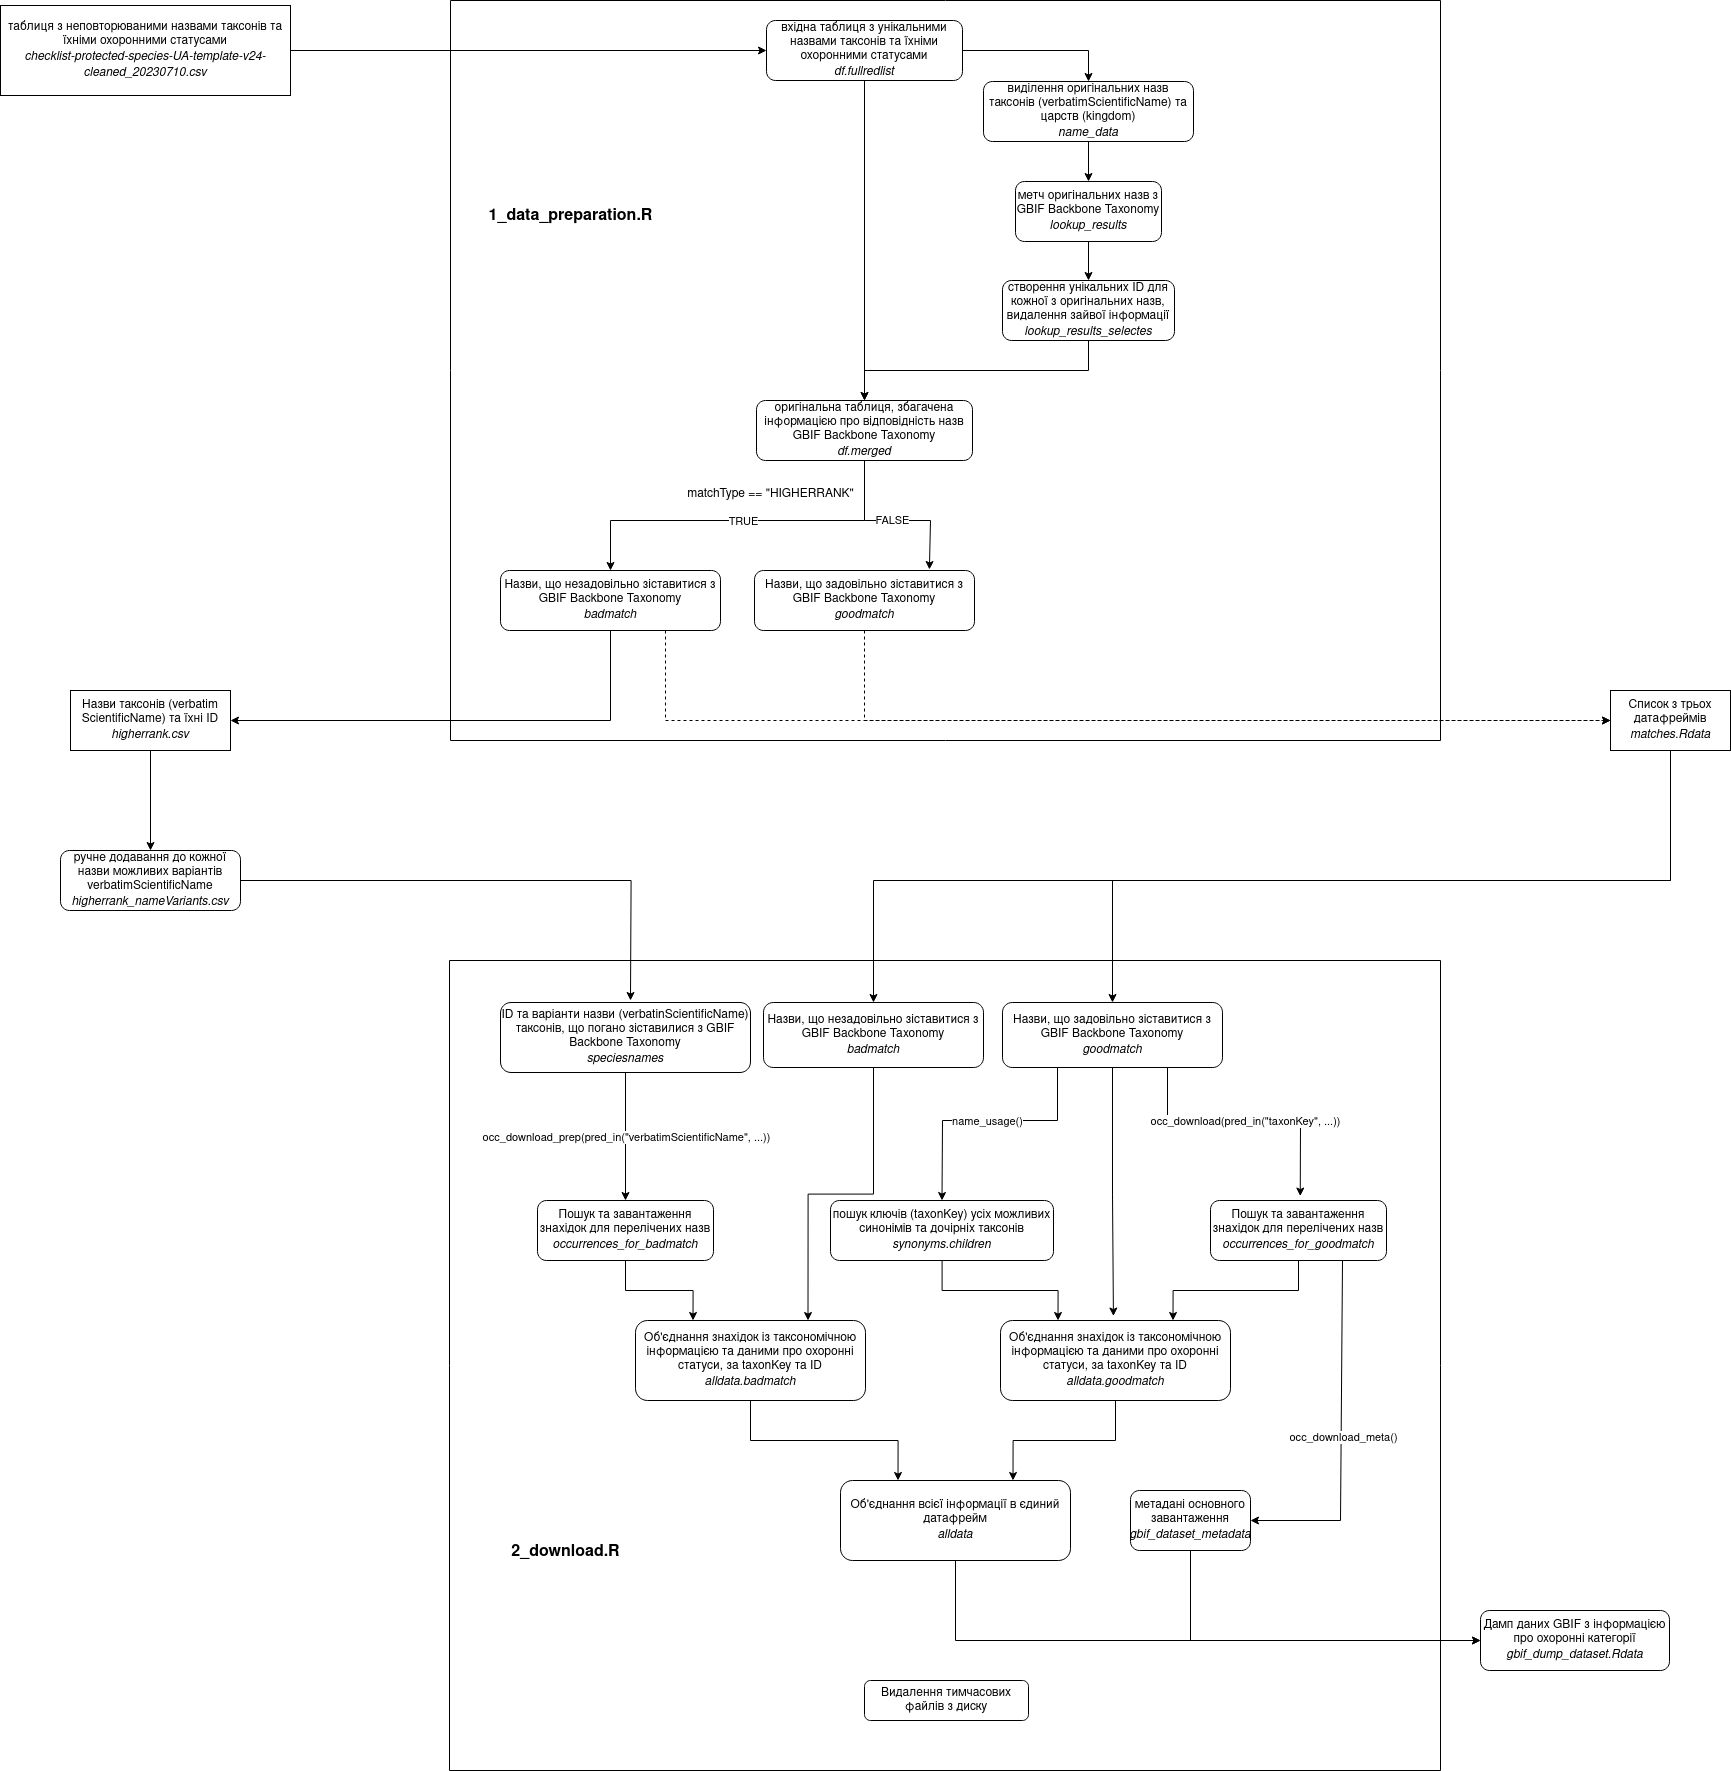 таблиця з неповторюваними назвами таксонів та
їхніми охоронними статусами
checklist-protected-species-UA-template-v24-
cleaned_20230710.csv
вхідна таблиця з унікальними
назвами таксонів та їхніми
охоронними статусами
df.fullredlist
виділення оригінальних назв
таксонів (verbatimScientificName) та
царств (kingdom)
name_data
метч оригінальних назв з
GBIF Backbone Taxonomy
lookup_results
1_data_preparation.R
створення унікальних ID для
кожної з оригінальних назв,
видалення зайвої інформації
lookup_results_selectes
оригінальна таблиця, збагачена
інформацією про відповідність назв
GBIF Backbone Taxonomy
df.merged
matchType == "HIGHERRANK"
TRUE
FALSE
Назви, що незадовільно зіставитися з
GBIF Backbone Taxonomy
badmatch
Назви, що задовільно зіставитися з
GBIF Backbone Taxonomy
goodmatch
Назви таксонів (verbatim
ScientificName) та їхні ID
higherrank.csv
Список з трьох
датафреймів
matches.Rdata
ручне додавання до кожної
назви можливих варіантів
verbatimScientificName
higherrank_nameVariants.csv
ID та варіанти назви (verbatinScientificName)
таксонів, що погано зіставилися з GBIF
Backbone Taxonomy
speciesnames
Назви, що незадовільно зіставитися з
GBIF Backbone Taxonomy
badmatch
Назви, що задовільно зіставитися з
GBIF Backbone Taxonomy
goodmatch
occ_download_prep(pred_in("verbatimScientificName", ...))
name_usage()
occ_download(pred_in("taxonKey", ...))
Пошук та завантаження
знахідок для перелічених назв
occurrences_for_badmatch
пошук ключів (taxonKey) усіх можливих
синонімів та дочірніх таксонів
synonyms.children
Пошук та завантаження
знахідок для перелічених назв
occurrences_for_goodmatch
Об'єднання знахідок із таксономічною
інформацією та даними про охоронні
статуси, за taxonKey та ID
alldata.badmatch
Об'єднання знахідок із таксономічною
інформацією та даними про охоронні
статуси, за taxonKey та ID
alldata.goodmatch
occ_download_meta()
Об'єднання всієї інформації в єдиний
датафрейм
alldata
метадані основного
завантаження
gbif_dataset_metadata
2_download.R
Дамп даних GBIF з інформацією
про охоронні категорії
gbif_dump_dataset.Rdata
Видалення тимчасових
файлів з диску